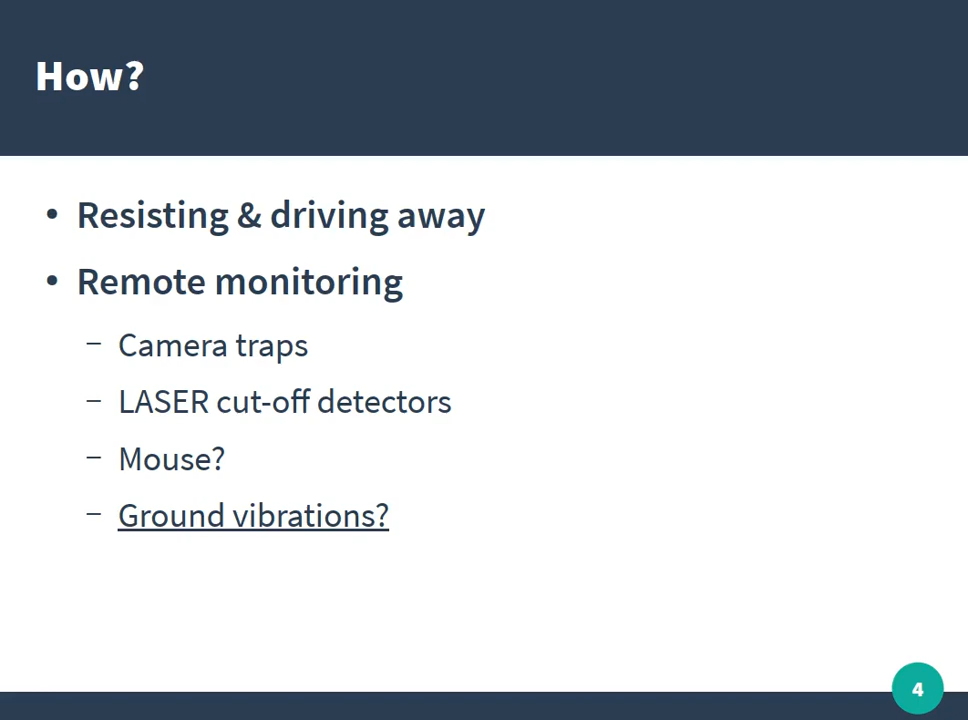 How?
• Resisting & driving away
• Remote monitoring
– Camera traps
– LASER cut-off detectors
– Mouse?
– Ground vibrations?
4